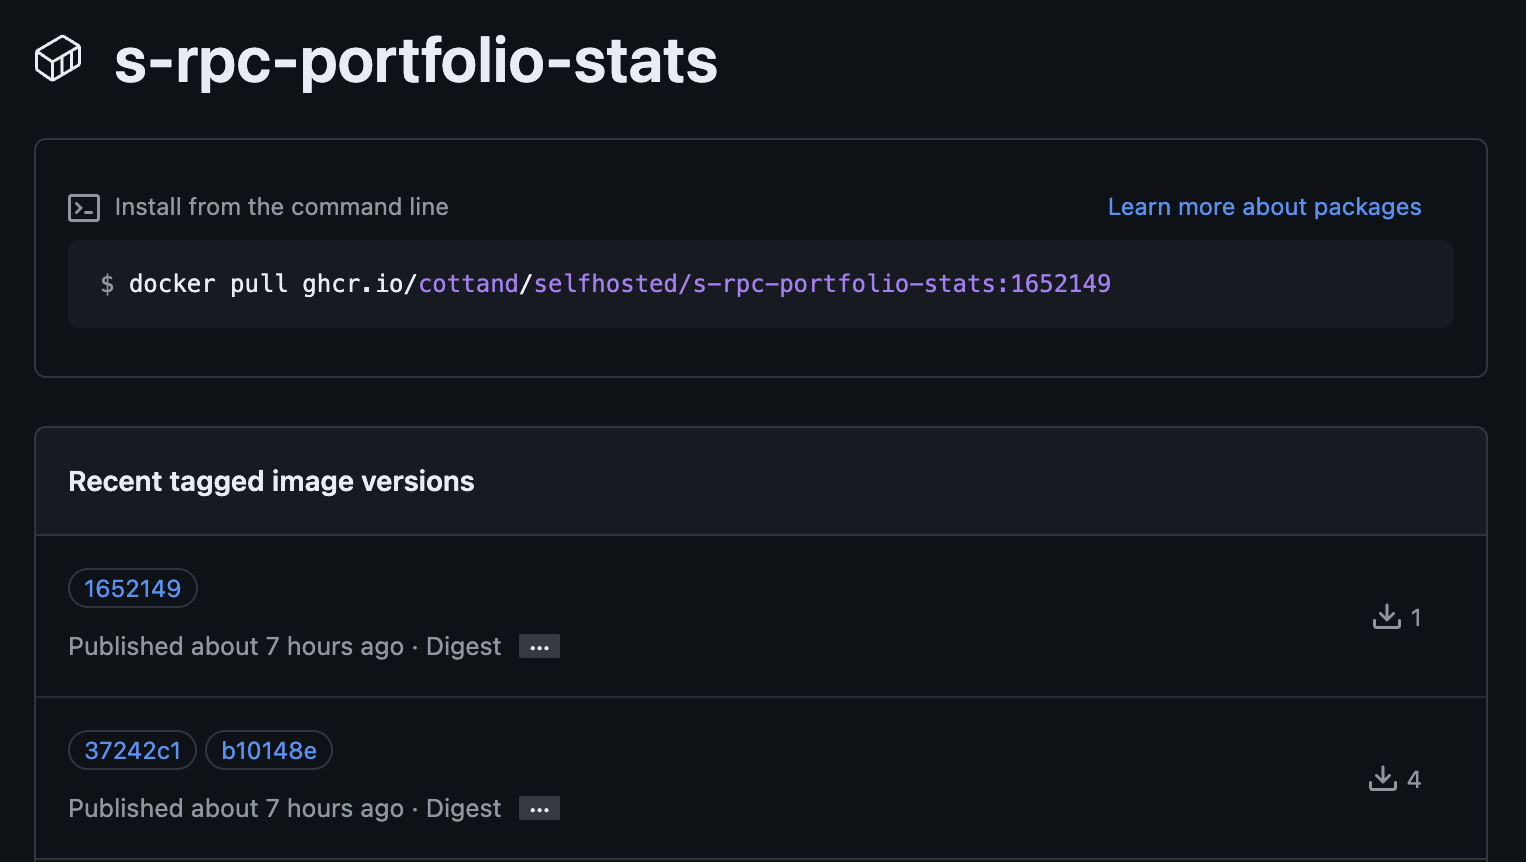 s-rpc-portfolio-stats
Install from the command line
Learn more about packages
$ docker pull ghcr.io/cottand/selfhosted/s-rpc-portfolio-stats:1652149
Recent tagged image versions
1652149
Published about 7 hours ago · Digest ...
1
37242c1 b10148e
Published about 7 hours ago · Digest ...
4